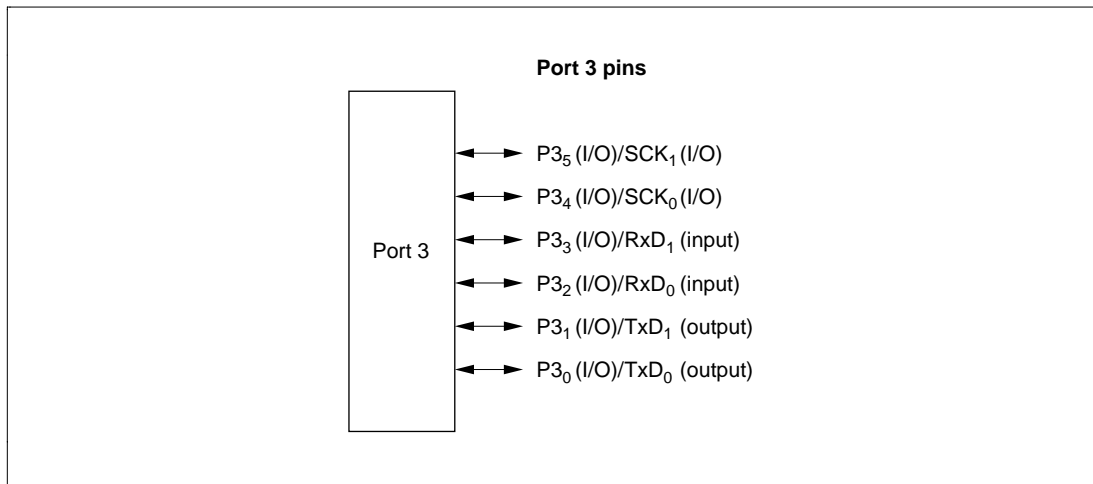 Port 3 pins
P3₅ (I/O)/SCK₁ (I/O)
P3₄ (I/O)/SCK₀ (I/O)
Port 3
P3₃ (I/O)/RxD₁ (input)
P3₂ (I/O)/RxD₀ (input)
P3₁ (I/O)/TxD₁ (output)
P3₀ (I/O)/TxD₀ (output)